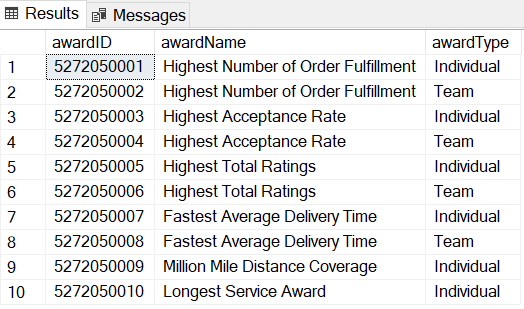 Results Messages
awardID awardName awardType
1 5272050001 Highest Number of Order Fulfillment Individual
2 5272050002 Highest Number of Order Fulfillment Team
3 5272050003 Highest Acceptance Rate Individual
4 5272050004 Highest Acceptance Rate Team
5 5272050005 Highest Total Ratings Individual
6 5272050006 Highest Total Ratings Team
7 5272050007 Fastest Average Delivery Time Individual
8 5272050008 Fastest Average Delivery Time Team
9 5272050009 Million Mile Distance Coverage Individual
10 5272050010 Longest Service Award Individual